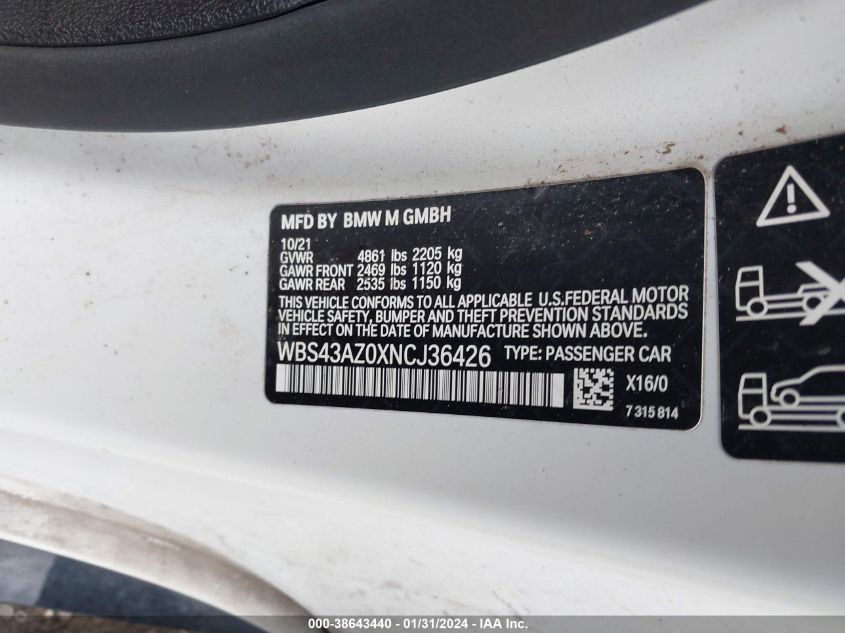 MFD BY BMW M GMBH
10/21
GVWR 4861 lbs 2205 kg
GAWR FRONT 2469 lbs 1120 kg
GAWR REAR 2535 lbs 1150 kg
THIS VEHICLE CONFORMS TO ALL APPLICABLE U.S.FEDERAL MOTOR
VEHICLE SAFETY, BUMPER AND THEFT PREVENTION STANDARDS
IN EFFECT ON THE DATE OF MANUFACTURE SHOWN ABOVE.
WBS43AZ0XNCJ36426 TYPE: PASSENGER CAR
X16/0
7 315 814
© 000-38643440 - 01/31/2024 - IAA Inc.